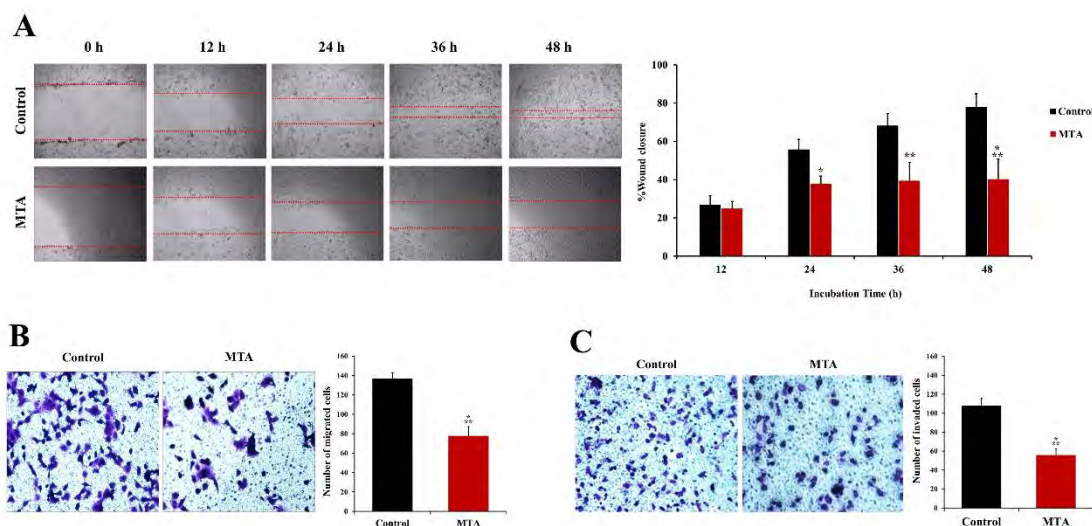 A
0 h 12 h 24 h 36 h 48 h
Control
MTA
%Wound closure
100
80
60
40
20
0
* ** *
**
12 24 36 48
Incubation Time (h)
Control
MTA
B
Control MTA
Number of migrated cells
160
140
120
100
80
60
40
20
0
*
**
Control MTA
C
Control MTA
Number of invaded cells
160
140
120
100
80
60
40
20
0
*
**
Control MTA